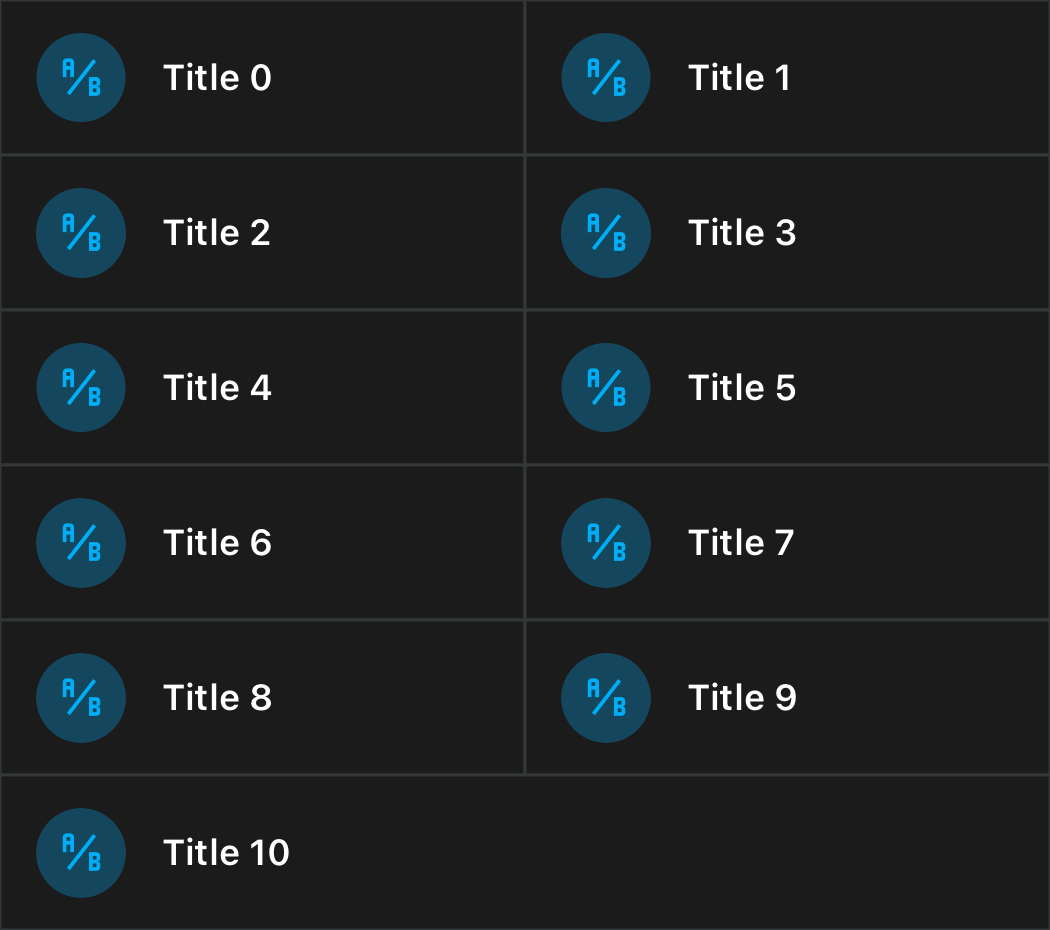 A/B Title 0
A/B Title 1
A/B Title 2
A/B Title 3
A/B Title 4
A/B Title 5
A/B Title 6
A/B Title 7
A/B Title 8
A/B Title 9
A/B Title 10